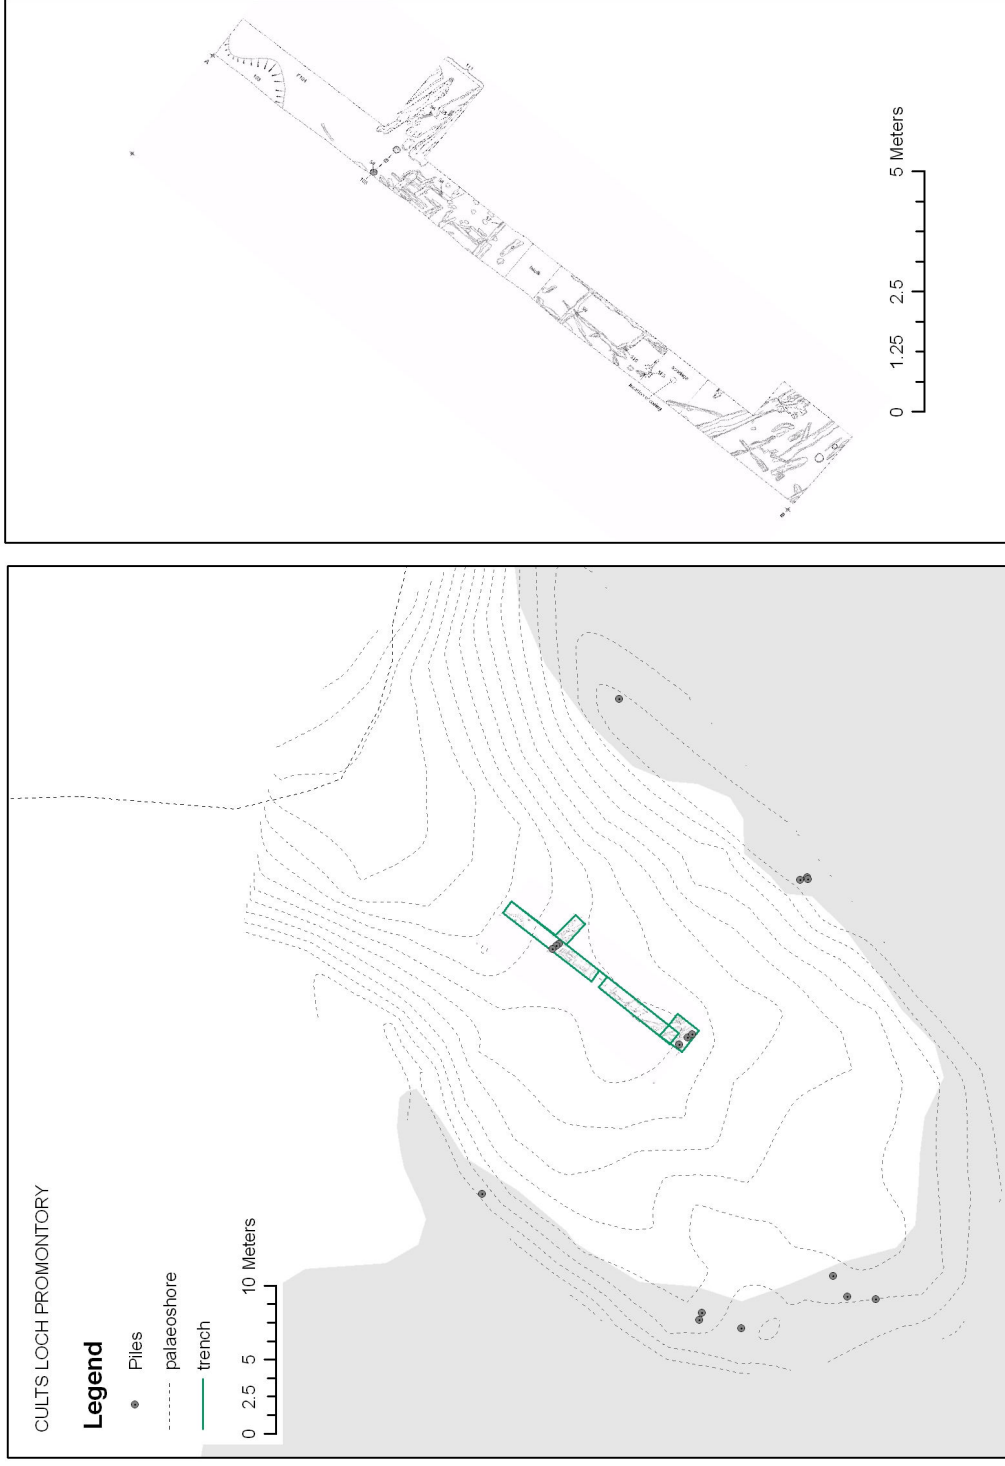 CULTS LOCH PROMONTORY
Legend
Piles
palaeoshore
trench
0 2.5 5 10 Meters
A
0 1.25 2.5 5 Meters